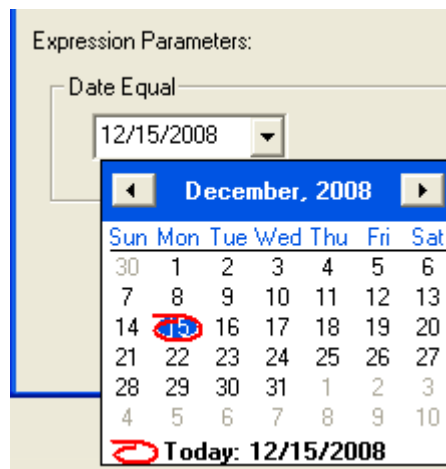 Expression Parameters:
Date Equal
12/15/2008
December, 2008
Sun Mon Tue Wed Thu Fri Sat
30 1 2 3 4 5 6
7 8 9 10 11 12 13
14 15 16 17 18 19 20
21 22 23 24 25 26 27
28 29 30 31 1 2 3
4 5 6 7 8 9 10
Today: 12/15/2008